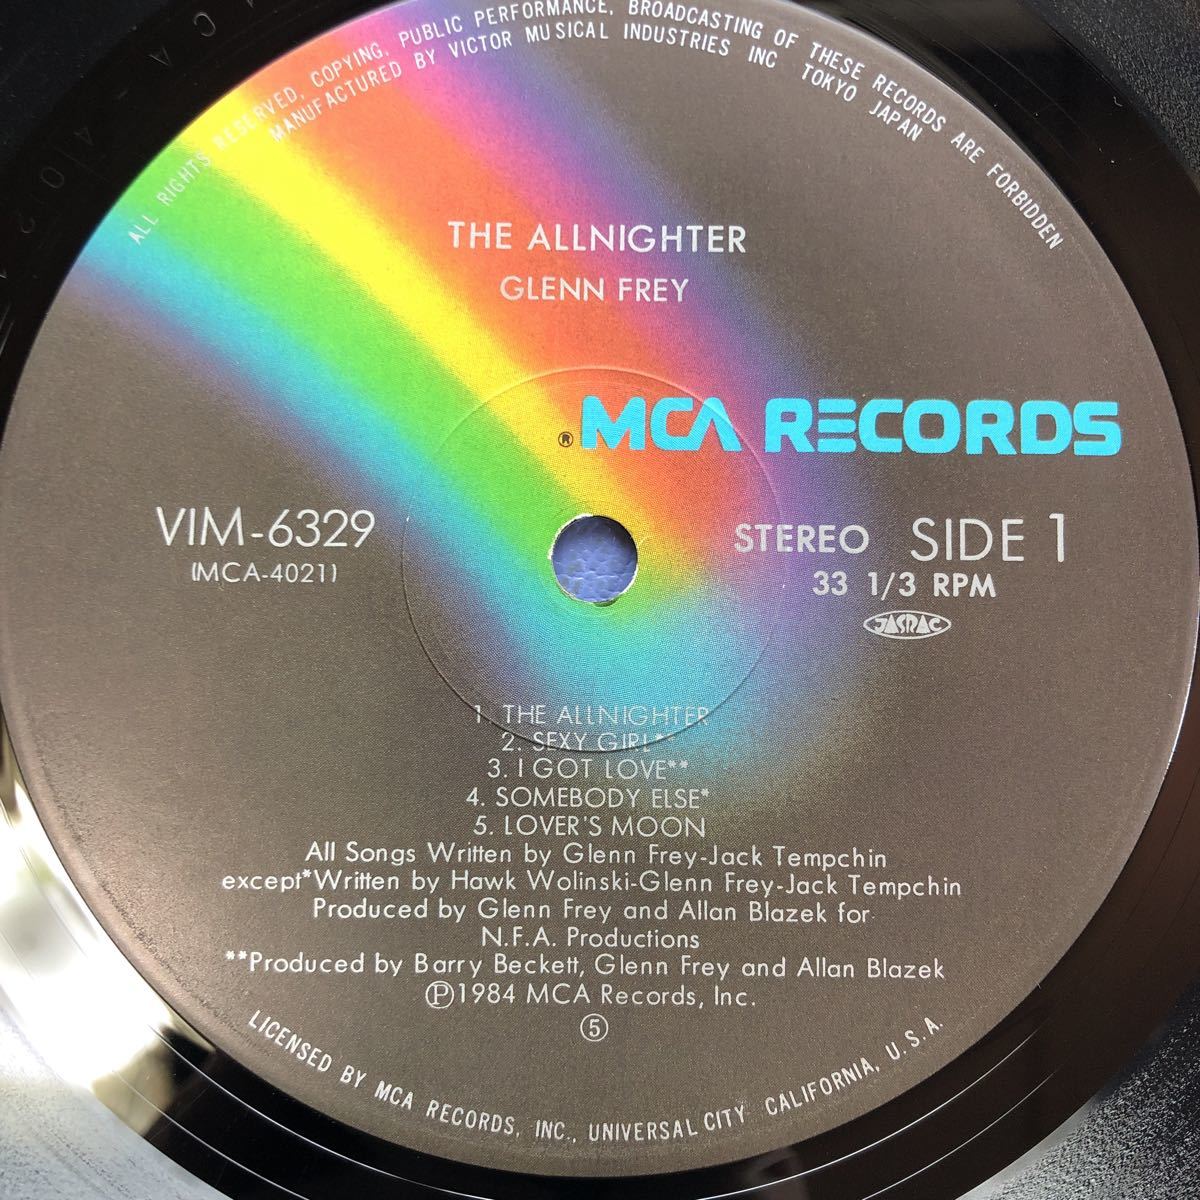 ALL RIGHTS RESERVED, COPYING, PUBLIC PERFORMANCE, BROADCASTING OF THESE RECORDS ARE FORBIDDEN
MANUFACTURED BY VICTOR MUSICAL INDUSTRIES INC TOKYO JAPAN
THE ALLNIGHTER
GLENN FREY
® MCA RECORDS
VIM-6329
(MCA-4021)
STEREO SIDE 1
33 1/3 RPM
JASRAC
1. THE ALLNIGHTER
2. SEXY GIRL**
3. I GOT LOVE**
4. SOMEBODY ELSE*
5. LOVER'S MOON
All Songs Written by Glenn Frey-Jack Tempchin
except*Written by Hawk Wolinski-Glenn Frey-Jack Tempchin
Produced by Glenn Frey and Allan Blazek for
N.F.A. Productions
**Produced by Barry Beckett, Glenn Frey and Allan Blazek
℗1984 MCA Records, Inc.
⑤
LICENSED BY MCA RECORDS, INC., UNIVERSAL CITY CALIFORNIA, U.S.A.